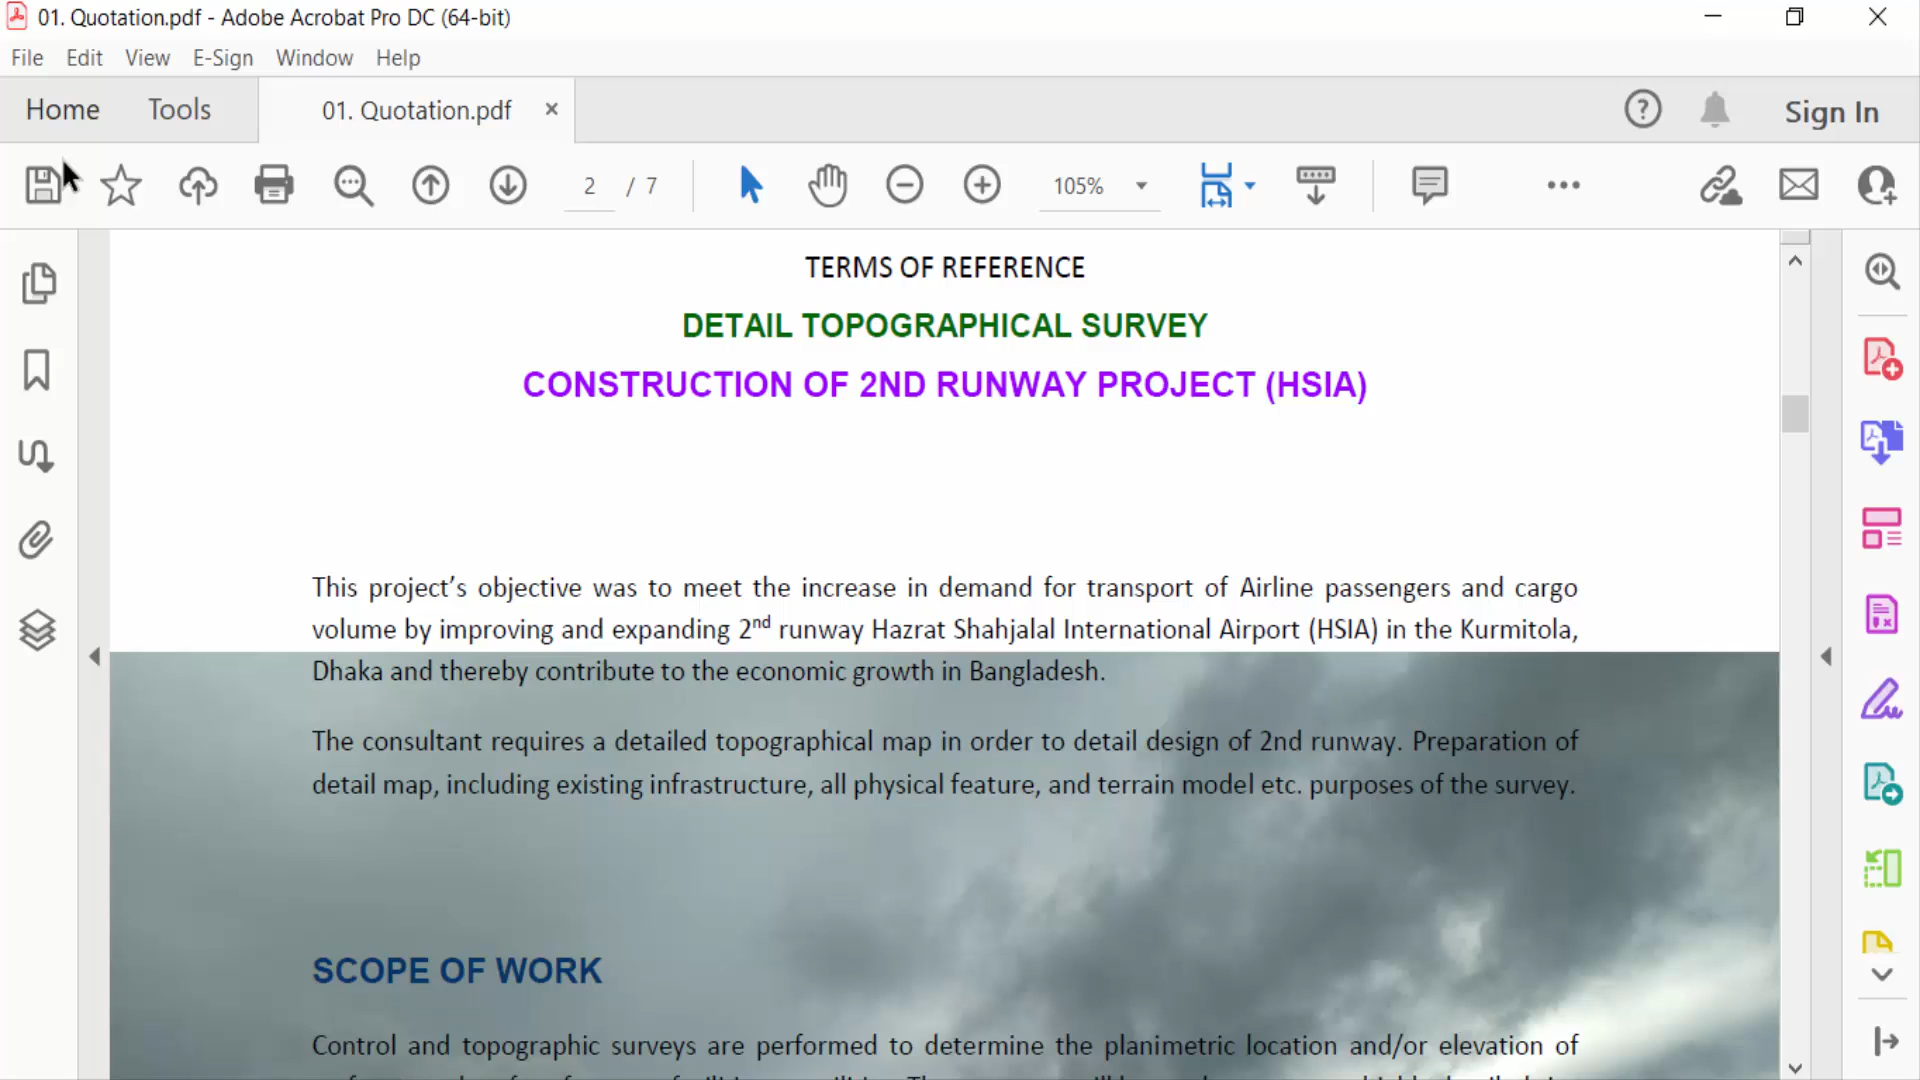 01. Quotation.pdf - Adobe Acrobat Pro DC (64-bit)
File Edit View E-Sign Window Help
Home Tools 01. Quotation.pdf × Sign In
2 / 7 105%
TERMS OF REFERENCE
DETAIL TOPOGRAPHICAL SURVEY
CONSTRUCTION OF 2ND RUNWAY PROJECT (HSIA)
This project’s objective was to meet the increase in demand for transport of Airline passengers and cargo
volume by improving and expanding 2nd runway Hazrat Shahjalal International Airport (HSIA) in the Kurmitola,
Dhaka and thereby contribute to the economic growth in Bangladesh.
The consultant requires a detailed topographical map in order to detail design of 2nd runway. Preparation of
detail map, including existing infrastructure, all physical feature, and terrain model etc. purposes of the survey.
SCOPE OF WORK
Control and topographic surveys are performed to determine the planimetric location and/or elevation of